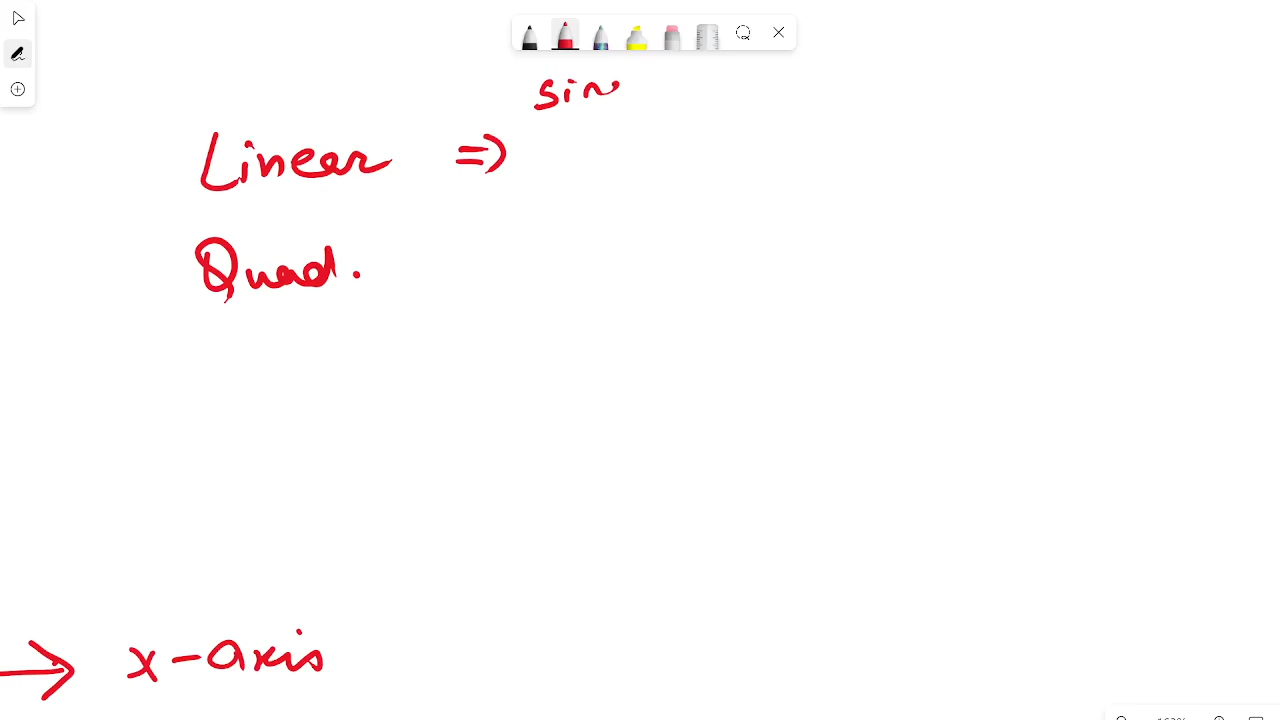 sin
Linear ⇒
Quad.
→ x-axis